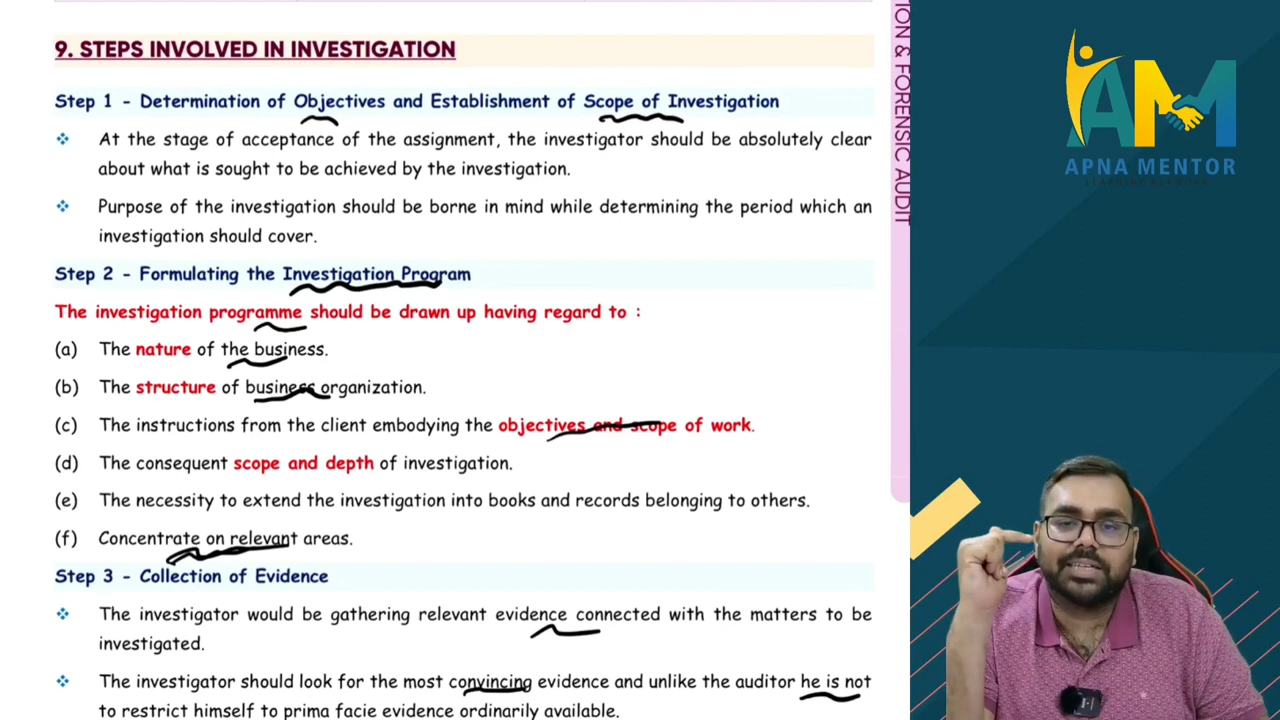 9. STEPS INVOLVED IN INVESTIGATION
Step 1 - Determination of Objectives and Establishment of Scope of Investigation
❖ At the stage of acceptance of the assignment, the investigator should be absolutely clear
about what is sought to be achieved by the investigation.
❖ Purpose of the investigation should be borne in mind while determining the period which an
investigation should cover.
Step 2 - Formulating the Investigation Program
The investigation programme should be drawn up having regard to :
(a) The nature of the business.
(b) The structure of business organization.
(c) The instructions from the client embodying the objectives and scope of work.
(d) The consequent scope and depth of investigation.
(e) The necessity to extend the investigation into books and records belonging to others.
(f) Concentrate on relevant areas.
Step 3 - Collection of Evidence
❖ The investigator would be gathering relevant evidence connected with the matters to be
investigated.
❖ The investigator should look for the most convincing evidence and unlike the auditor he is not
to restrict himself to prima facie evidence ordinarily available.
ION & FORENSIC AUDIT
AM
APNA MENTOR